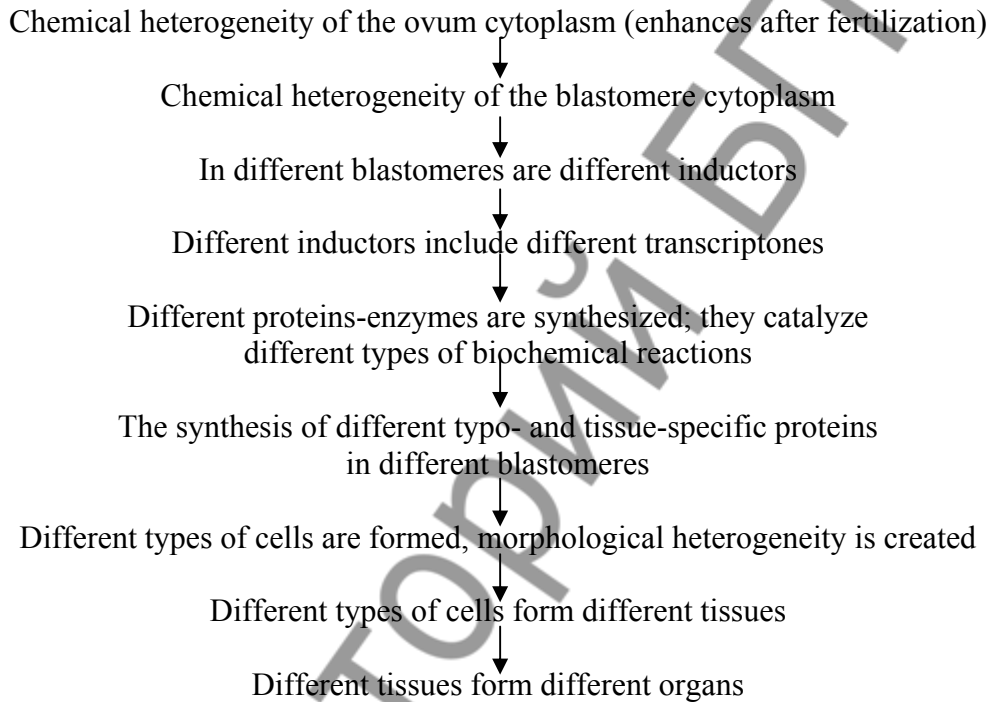 Chemical heterogeneity of the ovum cytoplasm (enhances after fertilization)
Chemical heterogeneity of the blastomere cytoplasm
In different blastomeres are different inductors
Different inductors include different transcriptones
Different proteins-enzymes are synthesized; they catalyze
different types of biochemical reactions
The synthesis of different typo- and tissue-specific proteins
in different blastomeres
Different types of cells are formed, morphological heterogeneity is created
Different types of cells form different tissues
Different tissues form different organs